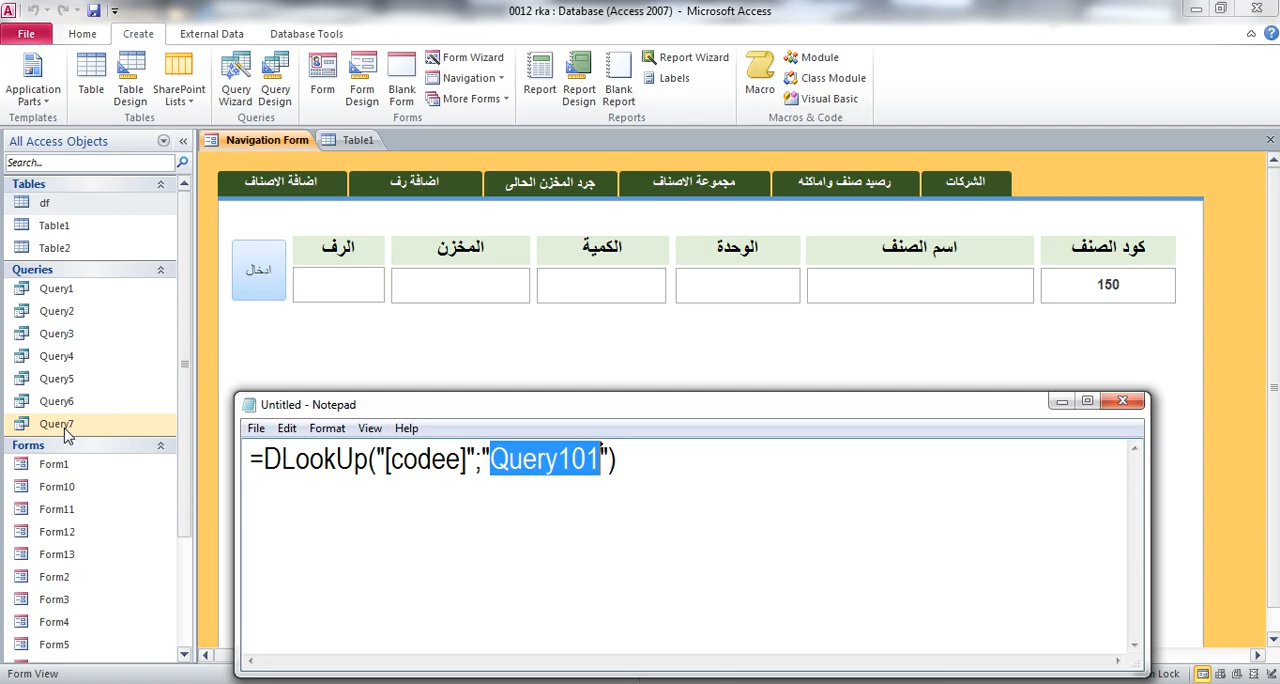 0012 rka : Database (Access 2007) - Microsoft Access
File Home Create External Data Database Tools
Application Parts
Templates
Table
Table Design
SharePoint Lists
Tables
Query Wizard
Query Design
Queries
Form
Form Design
Blank Form
Form Wizard
Navigation
More Forms
Forms
Report
Report Design
Blank Report
Report Wizard
Labels
Reports
Macro
Module
Class Module
Visual Basic
Macros & Code
All Access Objects
Search...
Tables
df
Table1
Table2
Queries
Query1
Query2
Query3
Query4
Query5
Query6
Query7
Forms
Form1
Form10
Form11
Form12
Form13
Form2
Form3
Form4
Form5
Navigation Form
Table1
الشركات
رصيد صنف واماكنه
مجموعة الاصناف
جرد المخزن الحالى
اضافة رف
اضافة الاصناف
كود الصنف
اسم الصنف
الوحدة
الكمية
المخزن
الرف
ادخال
150
Untitled - Notepad
File Edit Format View Help
=DLookUp("[codee]";"Query101")
Form View
m Lock